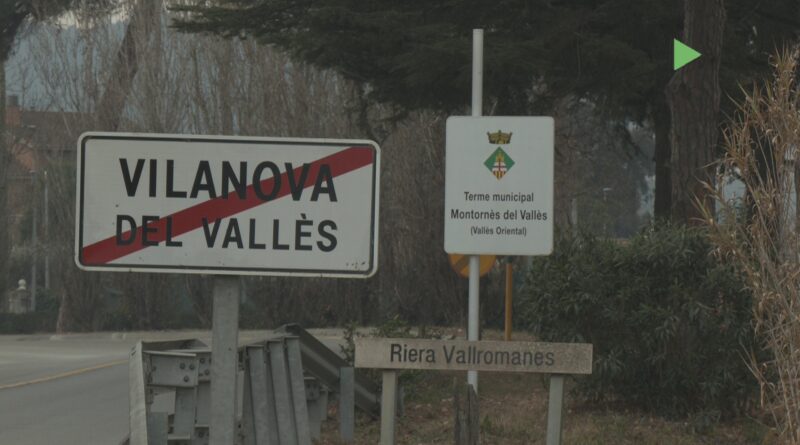 VILANOVA
DEL VALLÈS
Terme municipal
Montornès del Vallès
(Vallès Oriental)
Riera Vallromanes